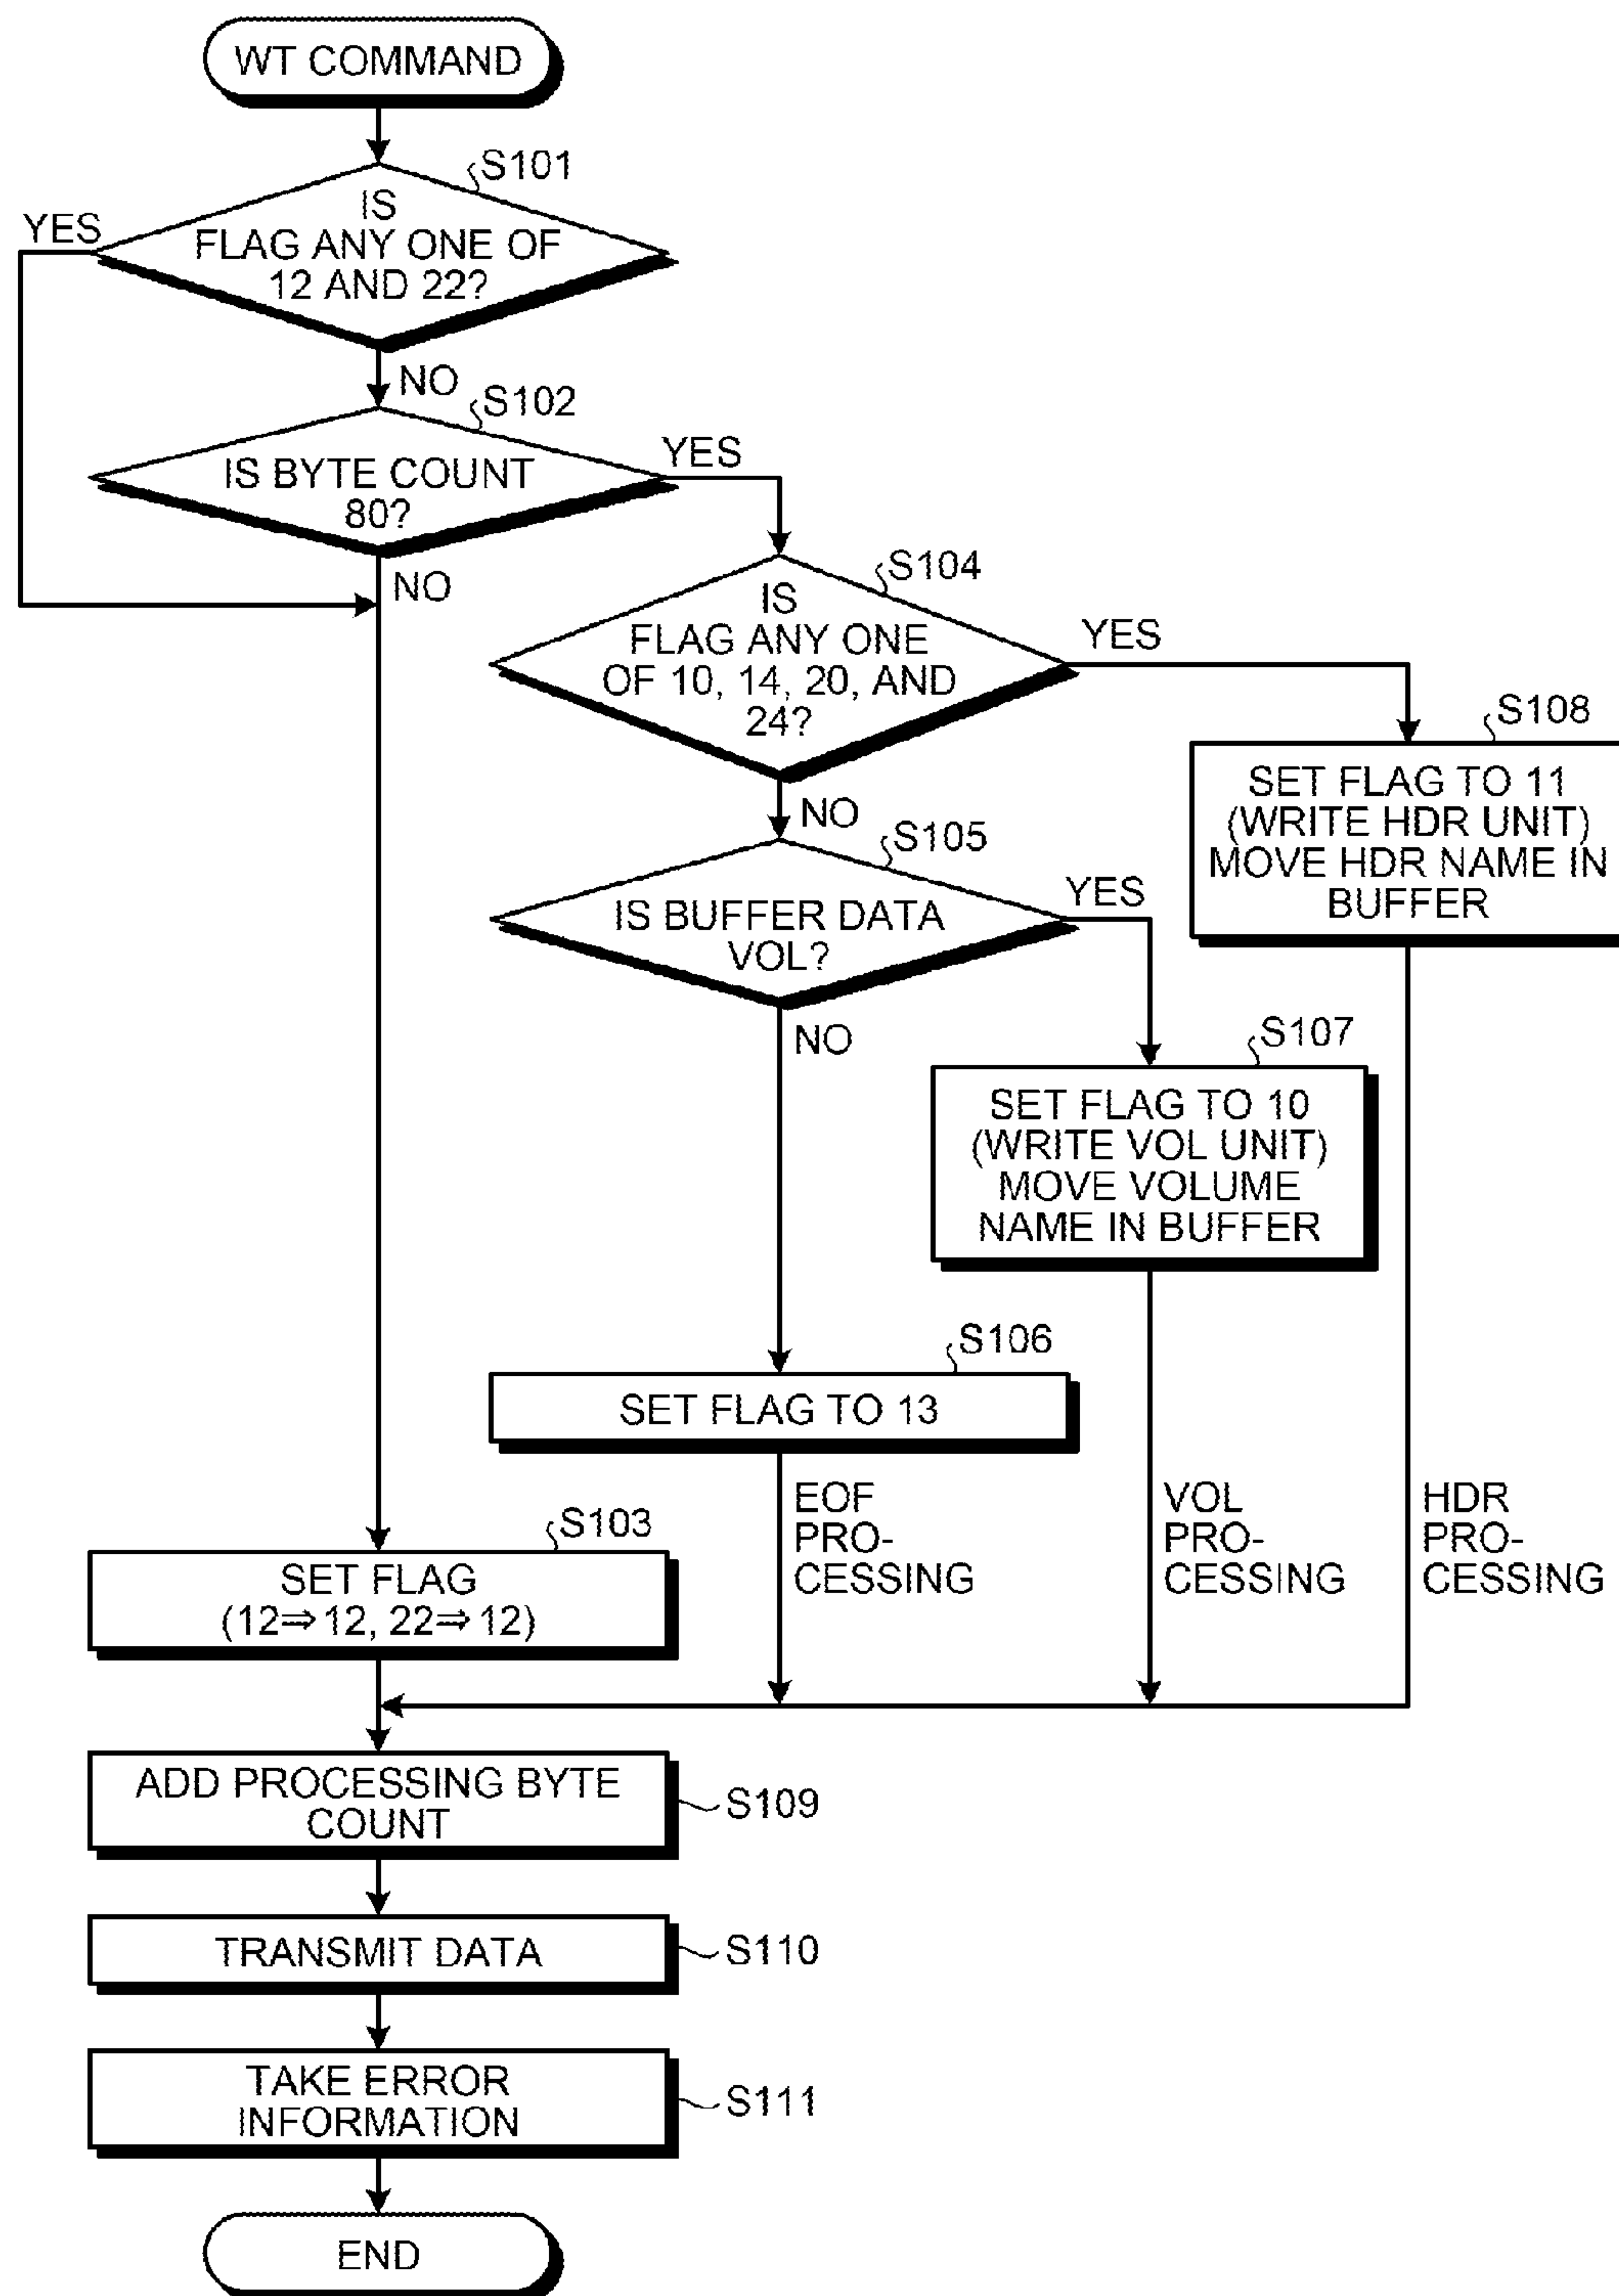 WT COMMAND
S101
IS
FLAG ANY ONE OF
12 AND 22?
YES
NO
S102
IS BYTE COUNT
80?
YES
NO
S104
IS
FLAG ANY ONE
OF 10, 14, 20, AND
24?
YES
NO
S108
SET FLAG TO 11
(WRITE HDR UNIT)
MOVE HDR NAME IN
BUFFER
S105
IS BUFFER DATA
VOL?
YES
NO
S107
SET FLAG TO 10
(WRITE VOL UNIT)
MOVE VOLUME
NAME IN BUFFER
S106
SET FLAG TO 13
EOF
PRO-
CESSING
VOL
PRO-
CESSING
HDR
PRO-
CESSING
S103
SET FLAG
(12⇒12, 22⇒12)
ADD PROCESSING BYTE
COUNT
S109
TRANSMIT DATA
S110
TAKE ERROR
INFORMATION
S111
END